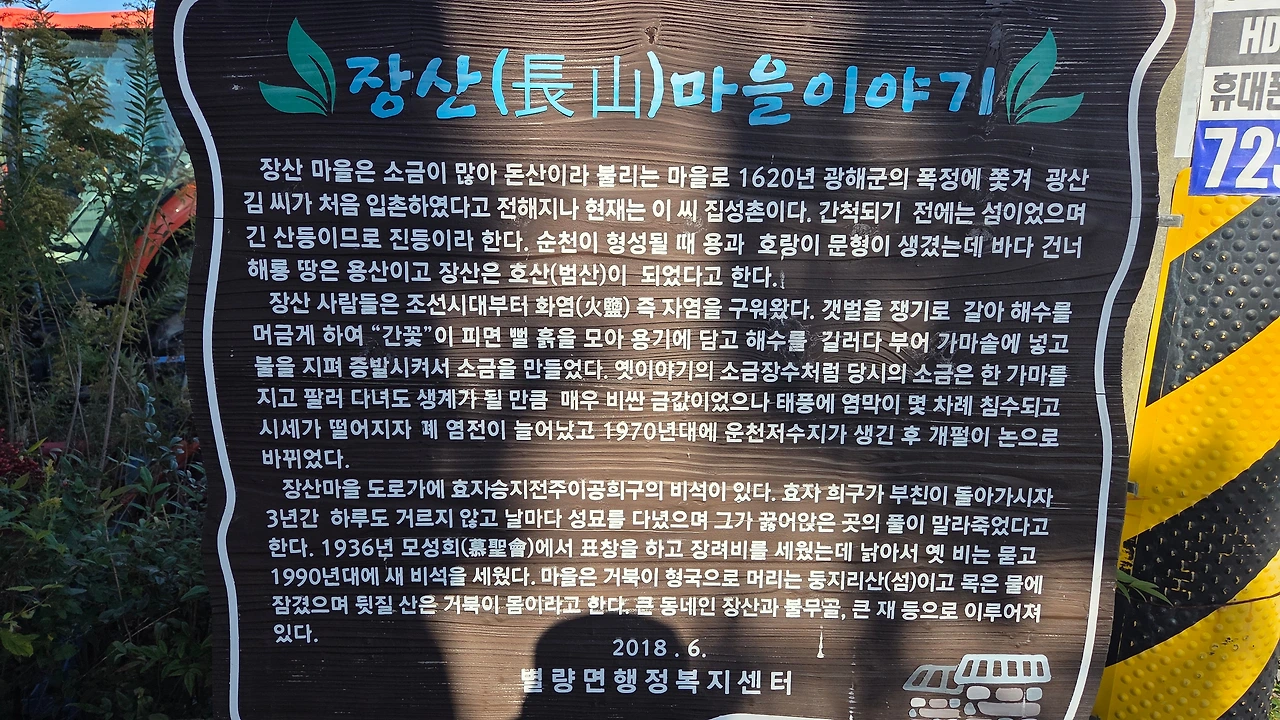 장산(長山)마을이야기
장산 마을은 소금이 많아 돈산이라 불리는 마을로 1620년 광해군의 폭정에 쫓겨 광산
김 씨가 처음 입촌하였다고 전해지나 현재는 이 씨 집성촌이다. 간척되기 전에는 섬이었으며
긴 산등이므로 진등이라 한다. 순천이 형성될 때 용과 호랑이 문형이 생겼는데 바다 건너
해룡 땅은 용산이고 장산은 호산(범산)이 되었다고 한다.
장산 사람들은 조선시대부터 화염(火鹽) 즉 자염을 구워왔다. 갯벌을 쟁기로 갈아 해수를
머금게 하여 “간꽃”이 피면 뻘 흙을 모아 용기에 담고 해수를 길러다 부어 가마솥에 넣고
불을 지펴 증발시켜서 소금을 만들었다. 옛이야기의 소금장수처럼 당시의 소금은 한 가마를
지고 팔러 다녀도 생계가 될 만큼 매우 비싼 금값이었으나 태풍에 염막이 몇 차례 침수되고
시세가 떨어지자 폐 염전이 늘어났고 1970년대에 운천저수지가 생긴 후 개펄이 논으로
바뀌었다.
장산마을 도로가에 효자승지전주이공희구의 비석이 있다. 효자 희구가 부친이 돌아가시자
3년간 하루도 거르지 않고 날마다 성묘를 다녔으며 그가 꿇어앉은 곳의 풀이 말라죽었다고
한다. 1936년 모성회(慕聖會)에서 표창을 하고 장려비를 세웠는데 낡아서 옛 비는 묻고
1990년대에 새 비석을 세웠다. 마을은 거북이 형국으로 머리는 동지리산(섬)이고 목은 물에
잠겼으며 뒷질 산은 거북이 몸이라고 한다. 큰 동네인 장산과 불무골, 큰 재 등으로 이루어져
있다.
2018. 6.
별량면행정복지센터
HD
휴대폰
72